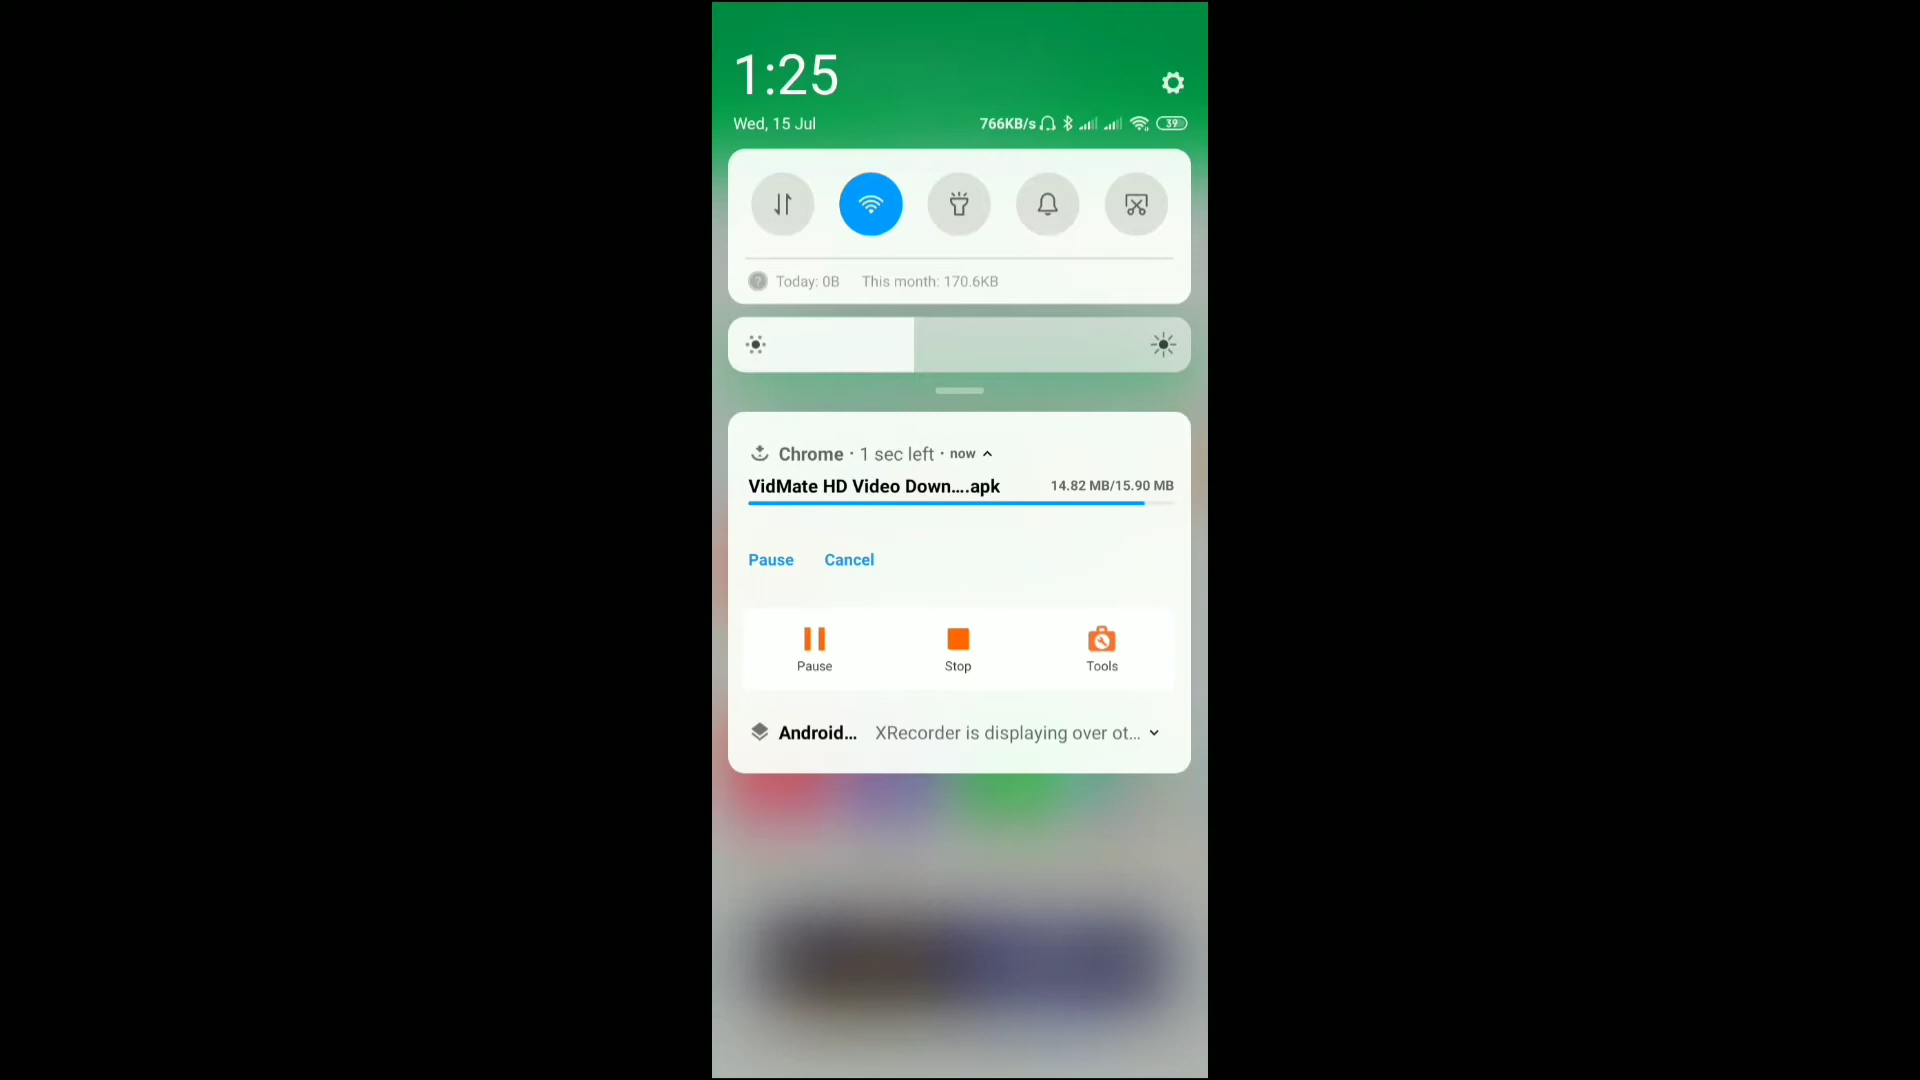 1:25
Wed, 15 Jul
766KB/s
39
Today: 0B This month: 170.6KB
Chrome · 1 sec left · now
VidMate HD Video Down....apk 14.82 MB/15.90 MB
Pause Cancel
Pause Stop Tools
Android... XRecorder is displaying over ot...